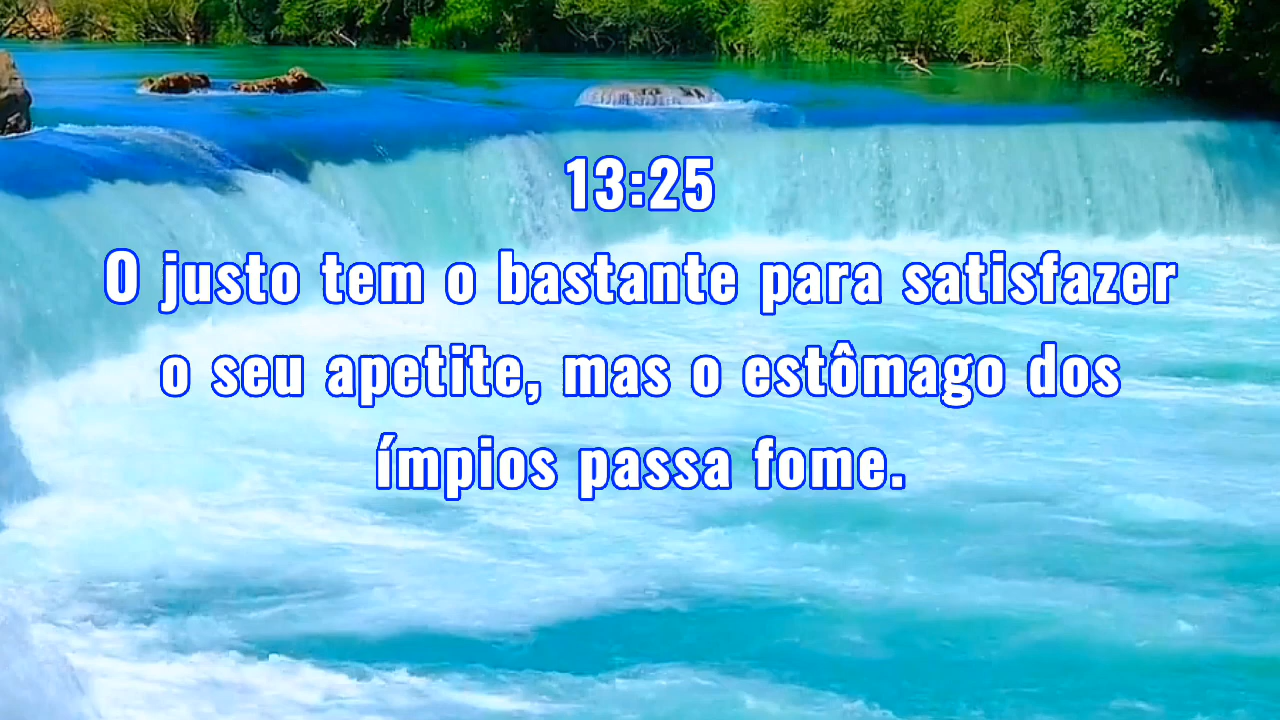 13:25
O justo tem o bastante para satisfazer
o seu apetite, mas o estômago dos
ímpios passa fome.